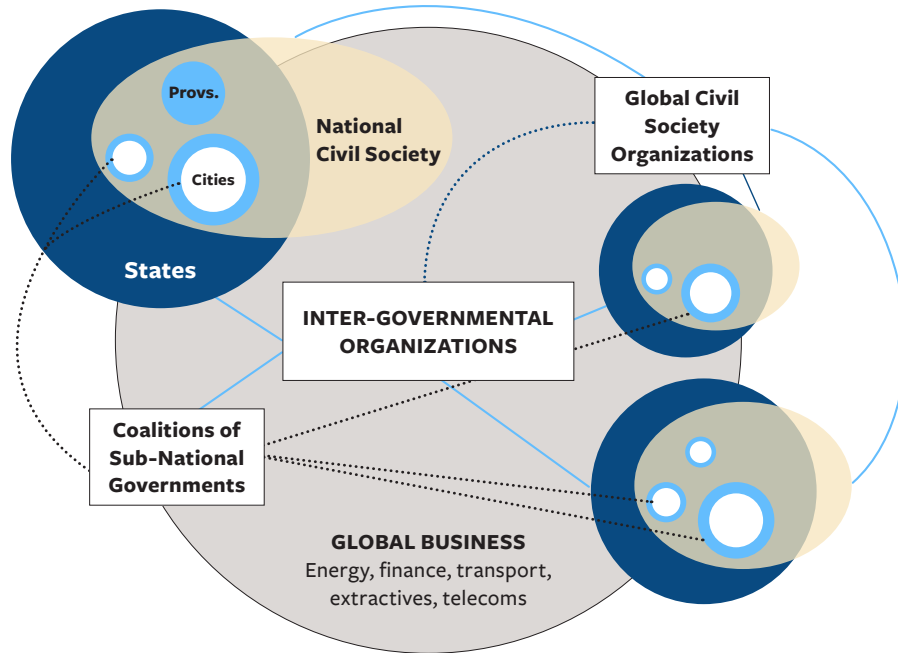 Provs.
National
Civil Society
Cities
States
Global Civil
Society
Organizations
INTER-GOVERNMENTAL
ORGANIZATIONS
Coalitions of
Sub-National
Governments
GLOBAL BUSINESS
Energy, finance, transport,
extractives, telecoms